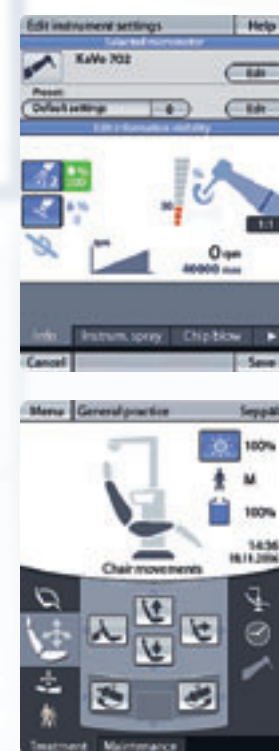 Edit instrument settings Help
Selected micromotor
KaVo 702
Edit
Preset:
Default settings Edit
Edit information visibility
rpm
0 rpm
40000 max
1:1
Info Instrum. spray Chip blow
Cancel Save
Menu General practice Seppäl
100%
M
100%
14:36
Chair movements
Treatment Maintenance